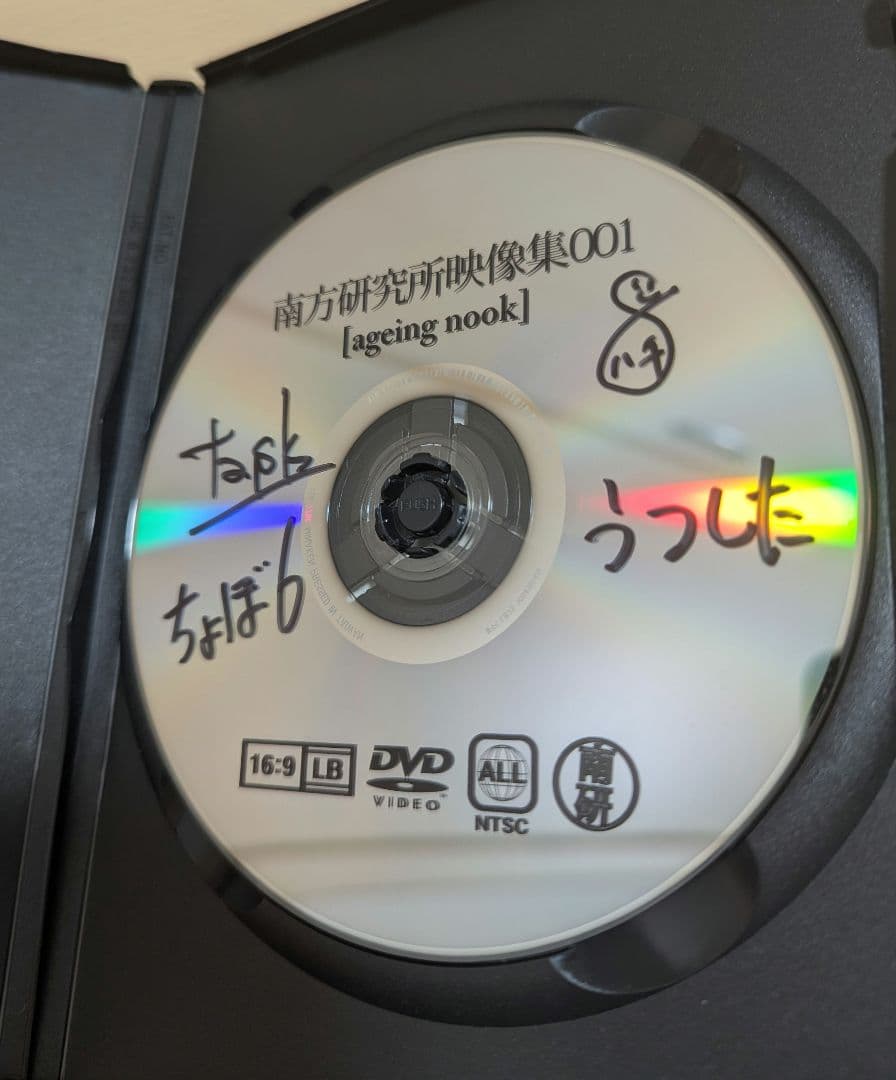 南方研究所映像集001
[ageing nook]
ハチ
tapk
うつした
ちょぼ6
16:9 LB
DVD
VIDEO
ALL
NTSC
南研